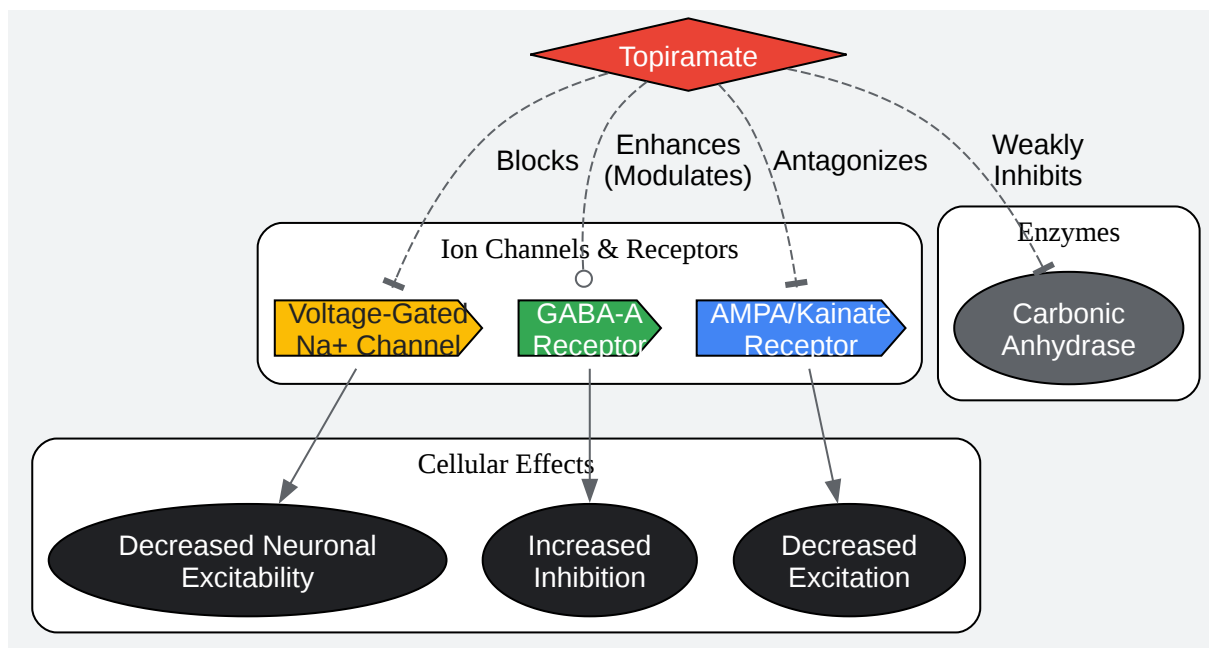 Topiramate
Blocks
Enhances
(Modulates)
Antagonizes
Weakly
Inhibits
Ion Channels & Receptors
Enzymes
Voltage-Gated
Na+ Channel
GABA-A
Receptor
AMPA/Kainate
Receptor
Carbonic
Anhydrase
Cellular Effects
Decreased Neuronal
Excitability
Increased
Inhibition
Decreased
Excitation